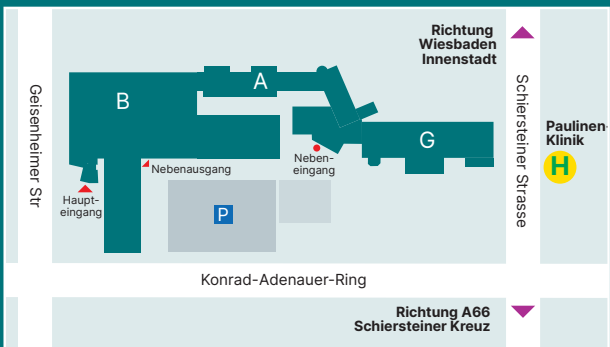 Richtung
Wiesbaden
Innenstadt
A
B
G
Geisenheimer Str
Schiersteiner Strasse
Paulinen-
Klinik
H
Nebenausgang
Neben-
eingang
Haupt-
eingang
P
Konrad-Adenauer-Ring
Richtung A66
Schiersteiner Kreuz